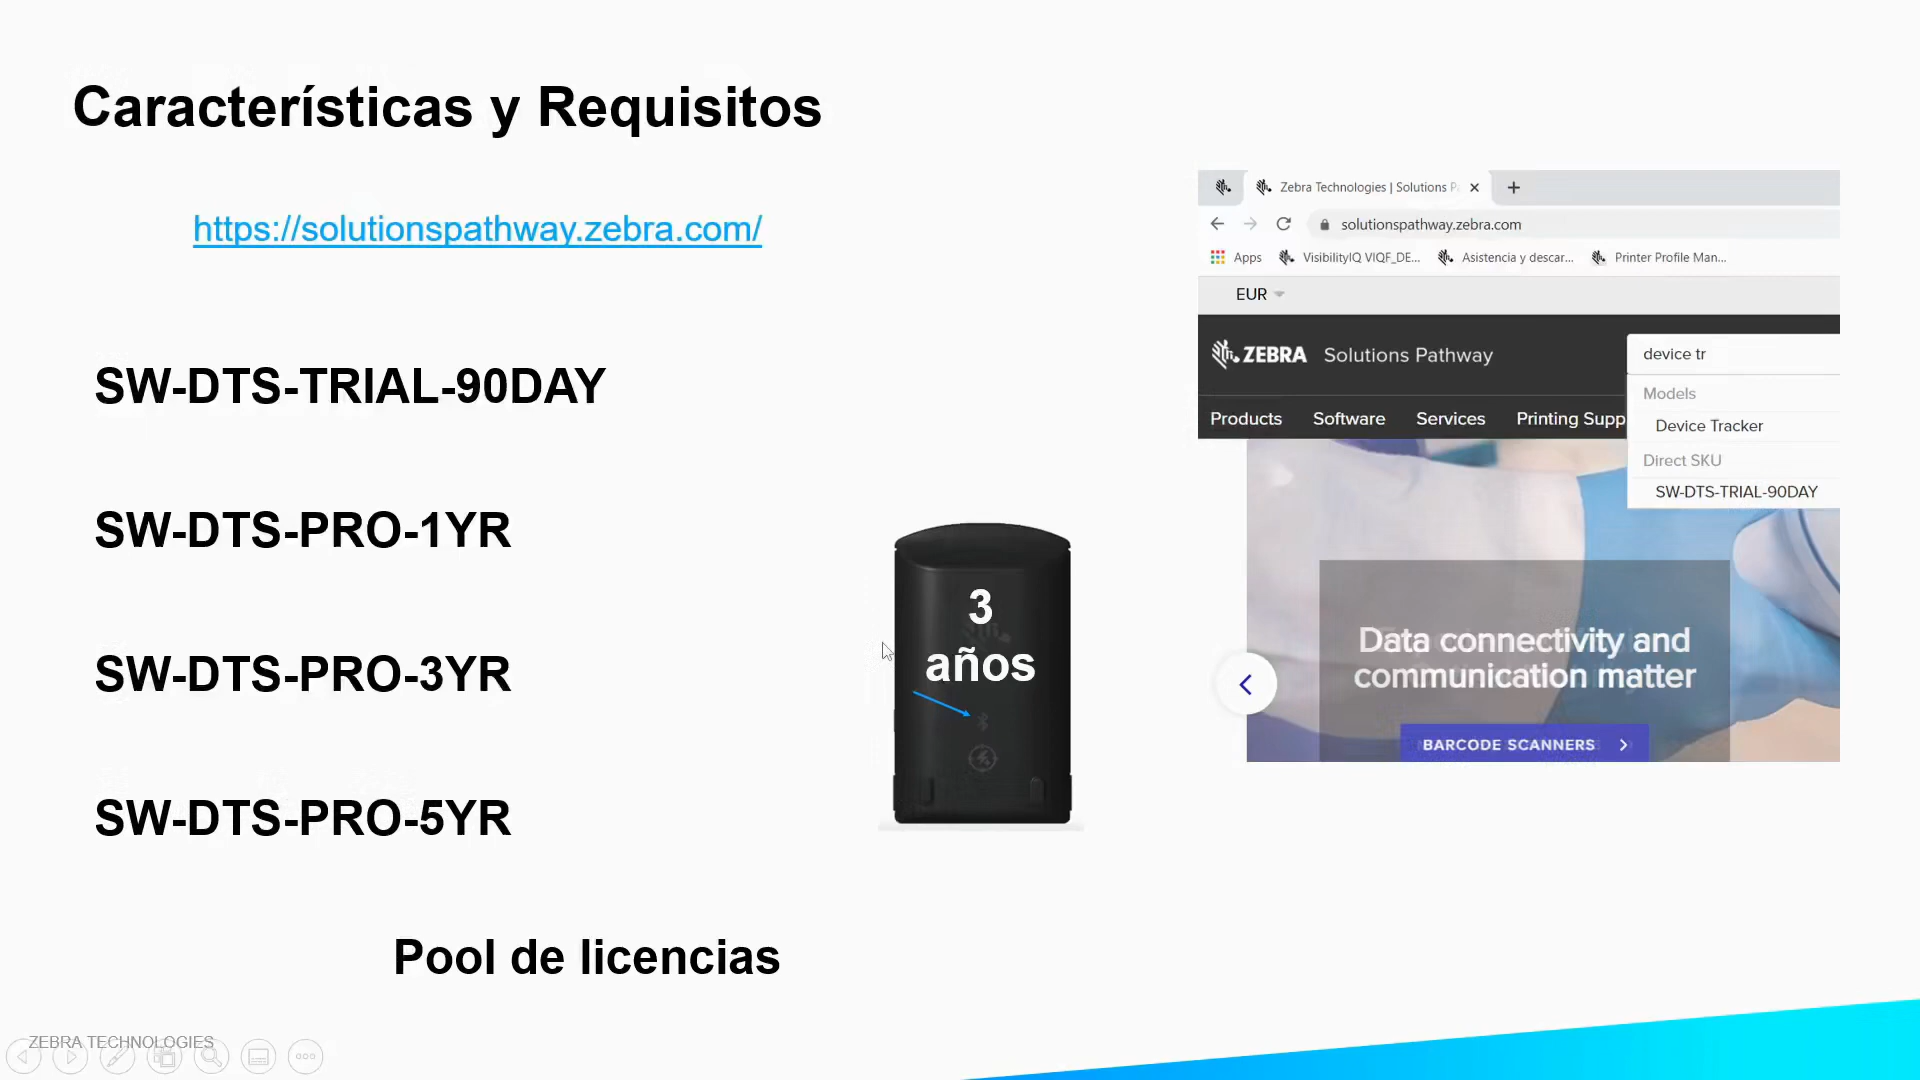 Características y Requisitos
https://solutionspathway.zebra.com/
SW-DTS-TRIAL-90DAY
SW-DTS-PRO-1YR
SW-DTS-PRO-3YR
SW-DTS-PRO-5YR
Pool de licencias
3
años
Zebra Technologies | Solutions P
solutionspathway.zebra.com
Apps
VisibilityIQ VIQF_DE...
Asistencia y descar...
Printer Profile Man...
EUR
ZEBRA Solutions Pathway
device tr
Models
Device Tracker
Direct SKU
SW-DTS-TRIAL-90DAY
Products Software Services Printing Supp
Data connectivity and
communication matter
BARCODE SCANNERS
ZEBRA TECHNOLOGIES